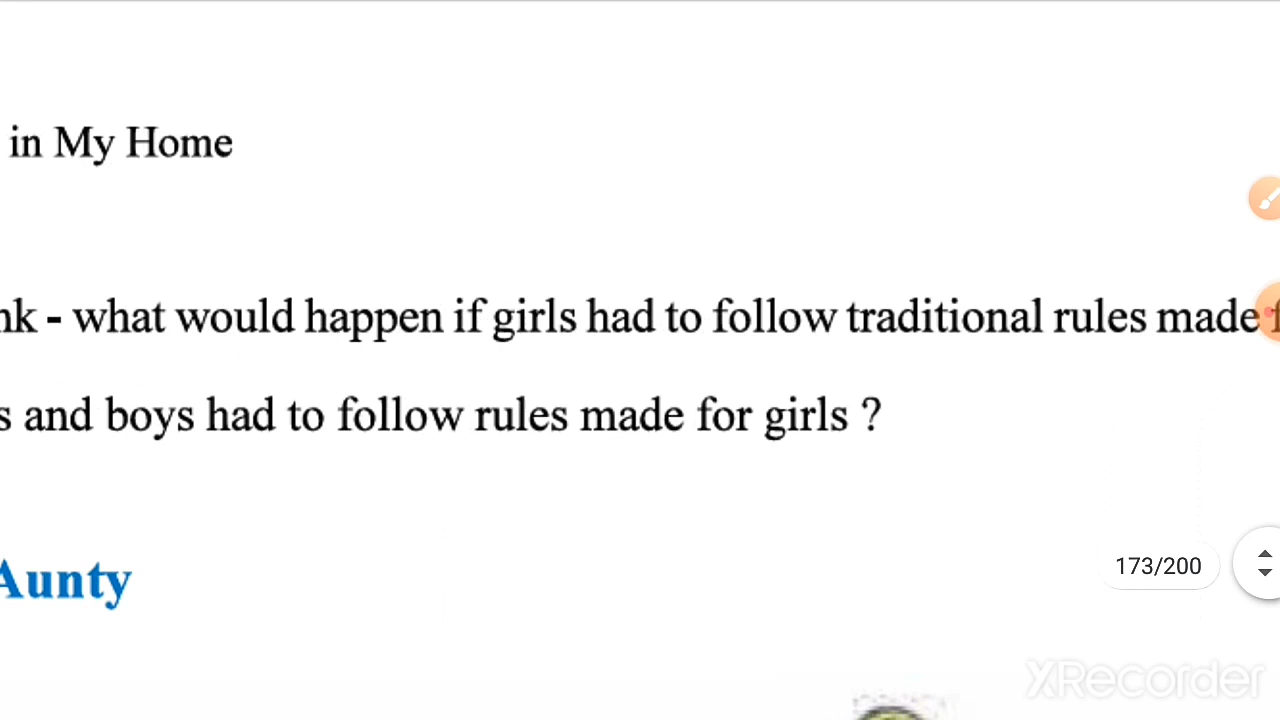 in My Home
nk - what would happen if girls had to follow traditional rules made
s and boys had to follow rules made for girls ?
Aunty
173/200
XRecorder